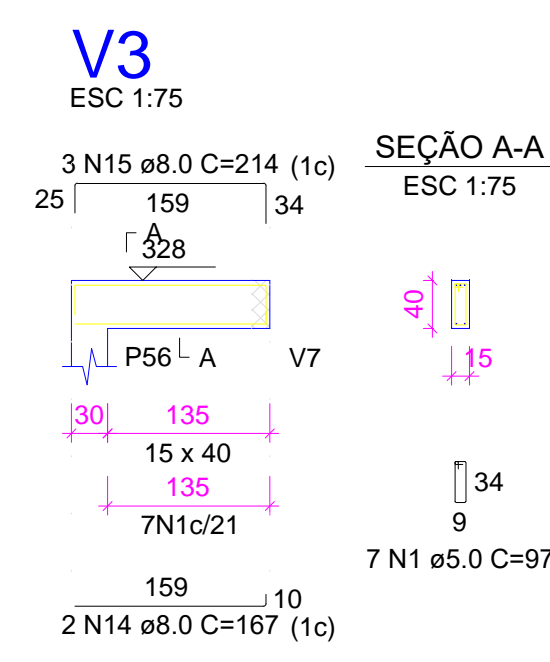 V3
ESC 1:75
3 N15 ø8.0 C=214 (1c)
25 159 34
A
328
P56 A V7
30 135
15 x 40
135
7N1c/21
159 10
2 N14 ø8.0 C=167 (1c)
SEÇÃO A-A
ESC 1:75
40
15
34
9
7 N1 ø5.0 C=97